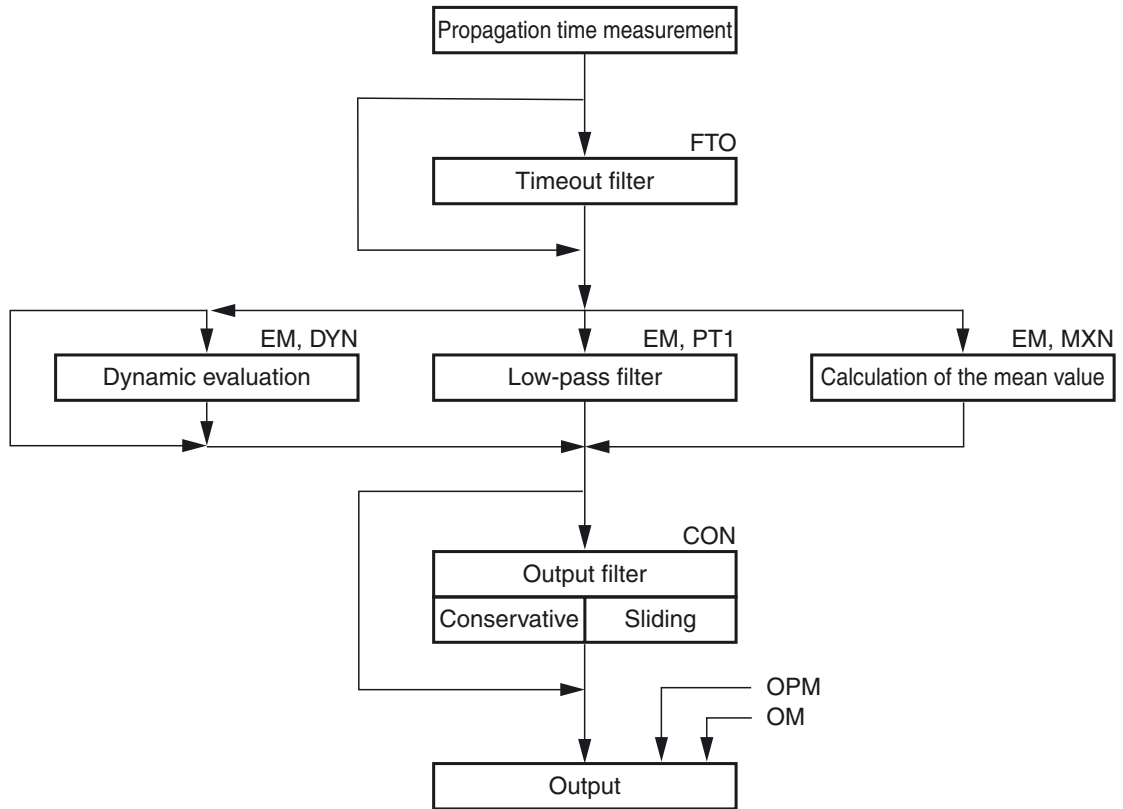 Propagation time measurement
FTO
Timeout filter
EM, DYN
EM, PT1
EM, MXN
Dynamic evaluation
Low-pass filter
Calculation of the mean value
CON
Output filter
Conservative
Sliding
OPM
OM
Output